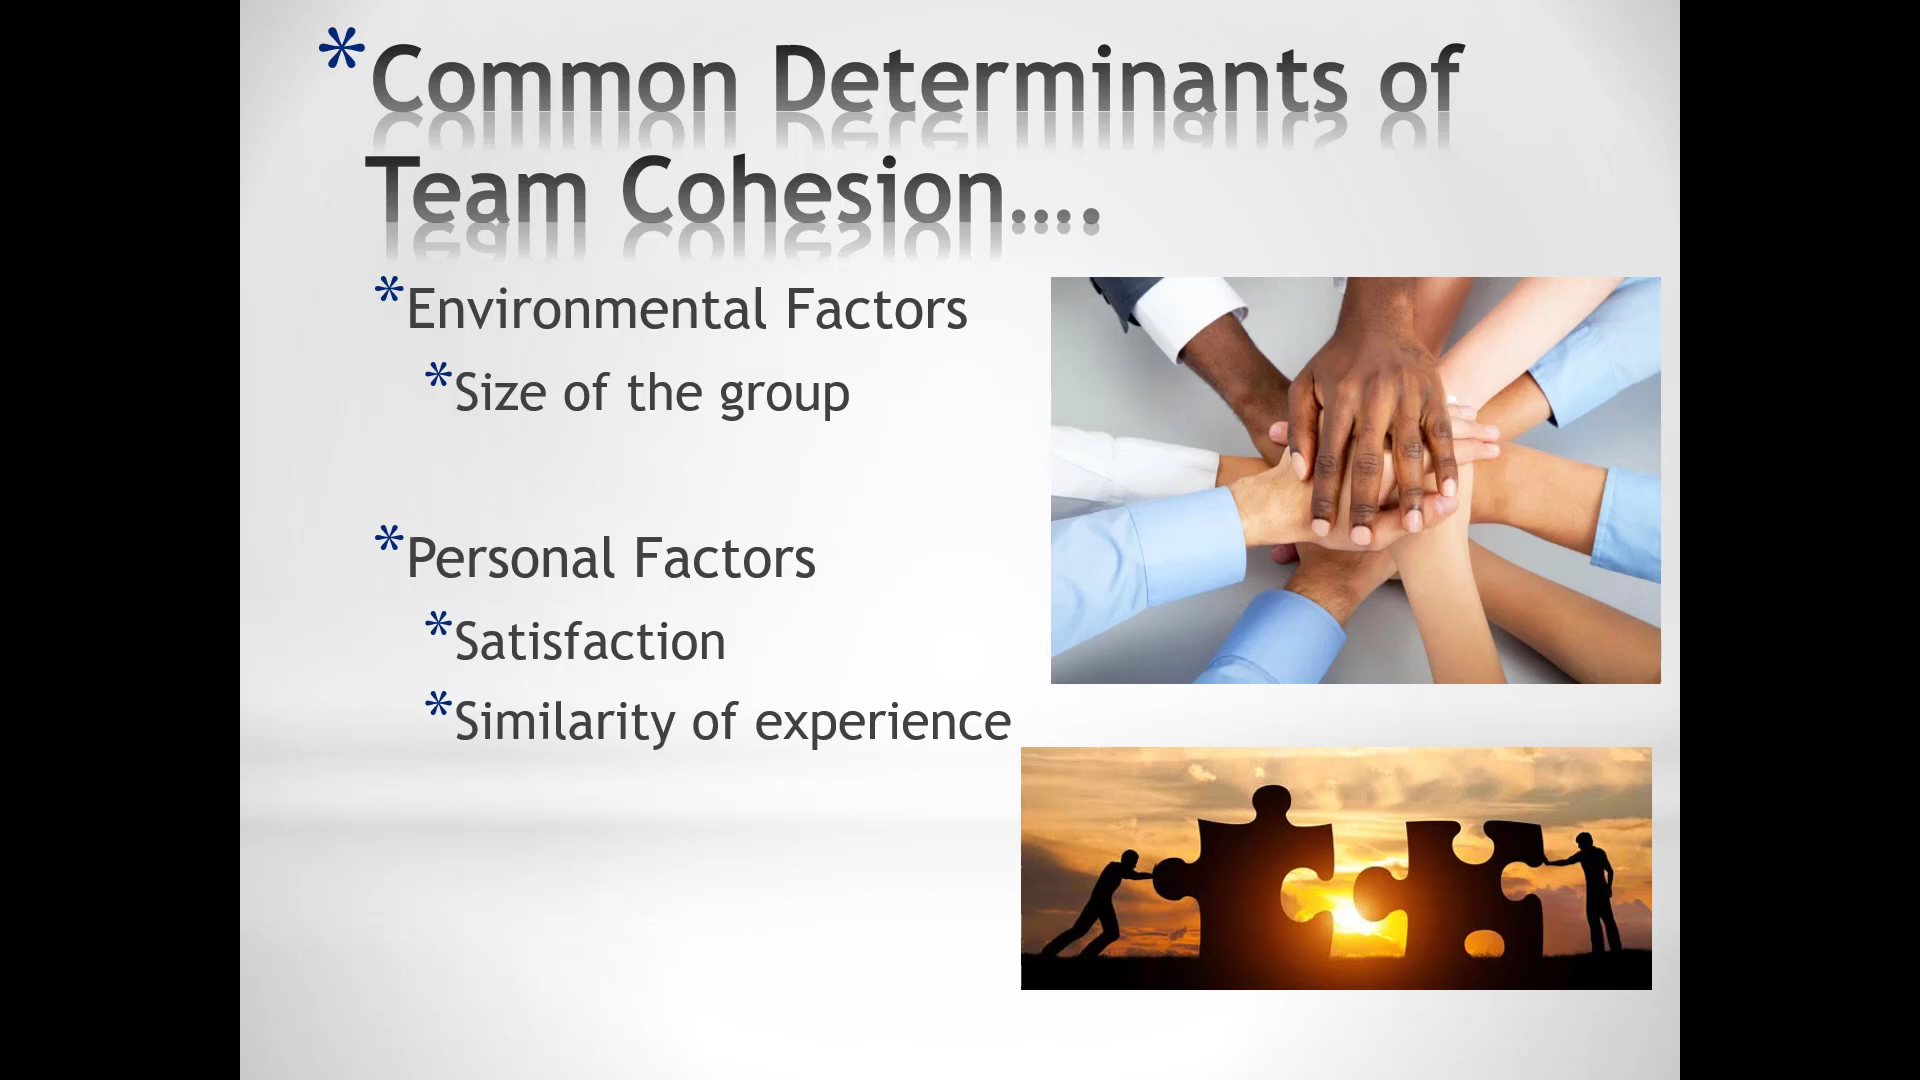 *Common Determinants of
Team Cohesion....
*Environmental Factors
*Size of the group
*Personal Factors
*Satisfaction
*Similarity of experience